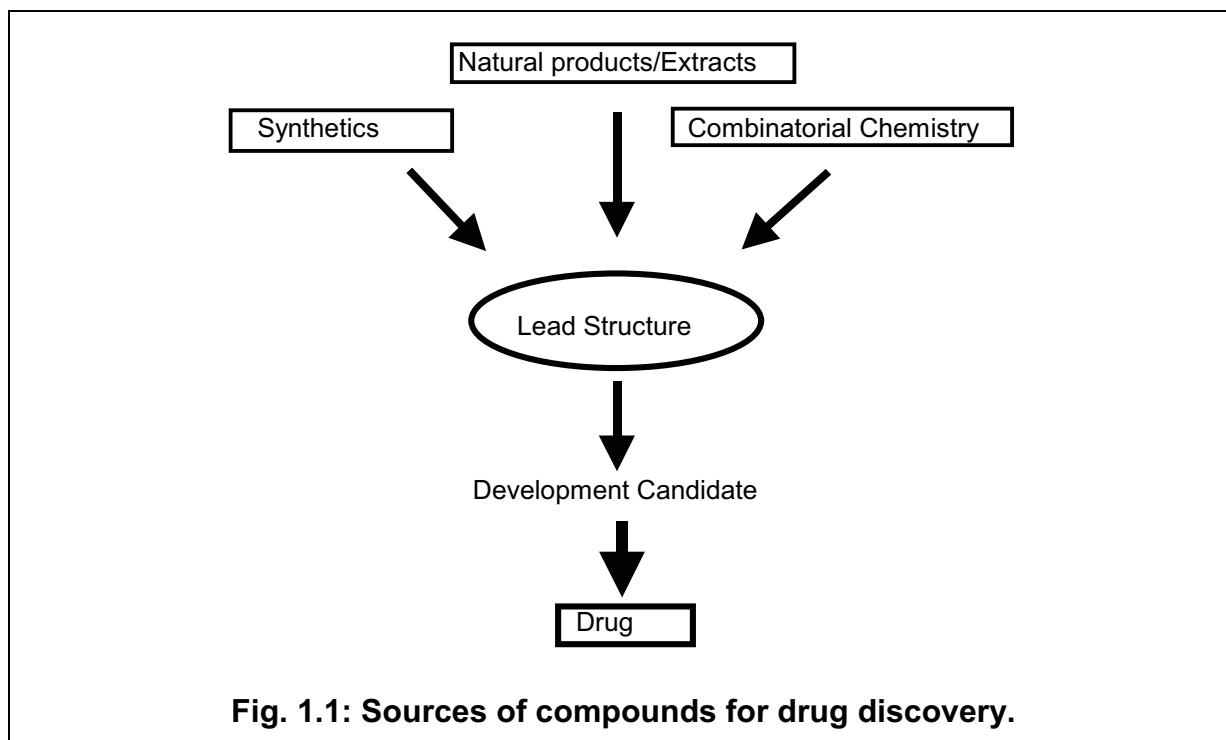 Natural products/Extracts
Synthetics
Combinatorial Chemistry
Lead Structure
Development Candidate
Drug
Fig. 1.1: Sources of compounds for drug discovery.